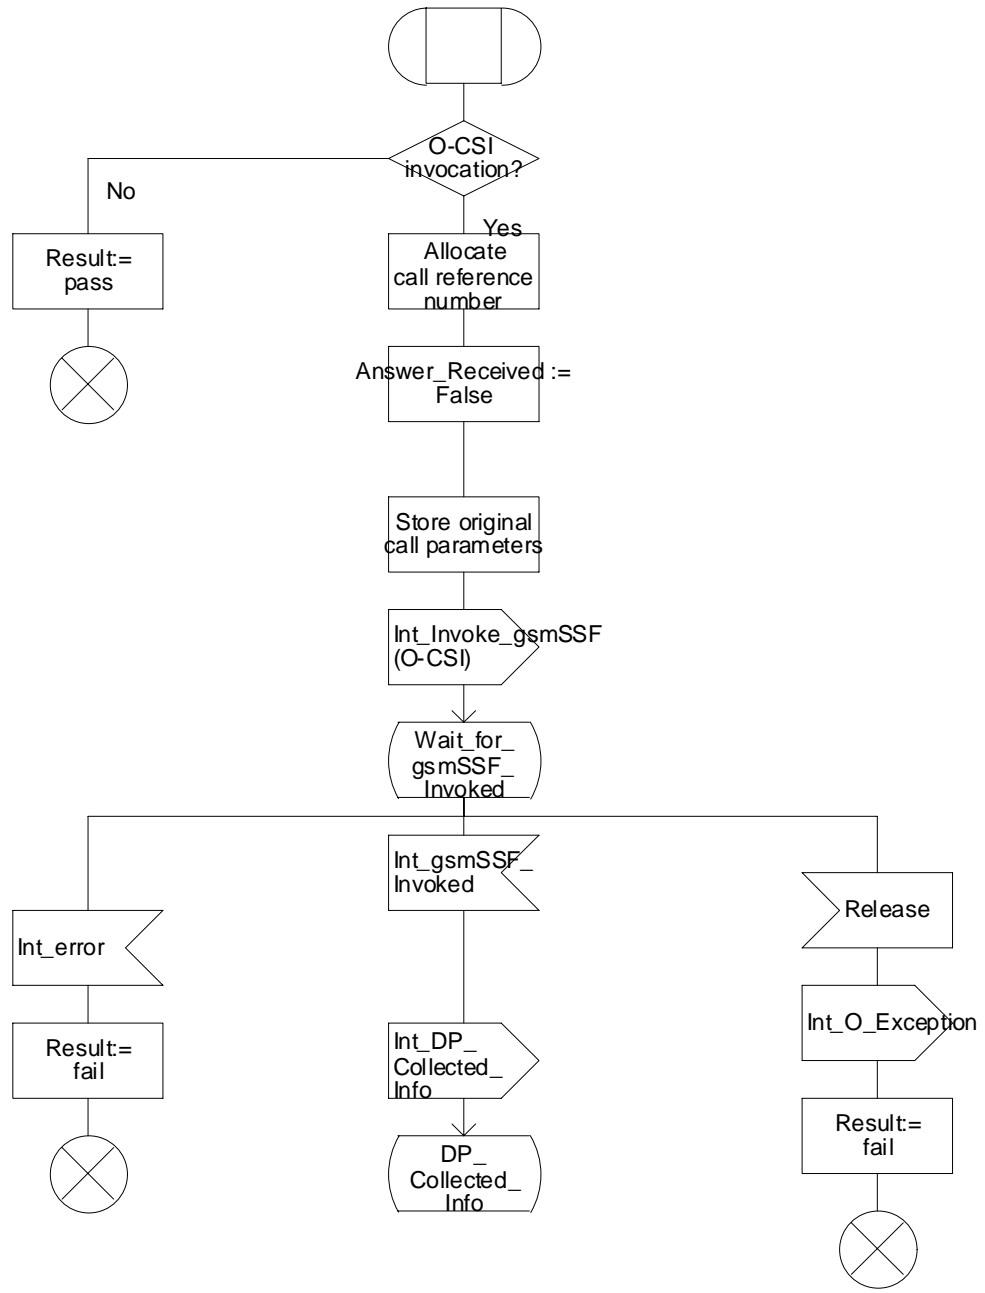 O-CSI
invocation?
No
Yes
Result:=
pass
Allocate
call reference
number
Answer_Received :=
False
Store original
call parameters
Int_Invoke_gsmSSF
(O-CSI)
Wait_for_
gsmSSF_
Invoked
Int_gsmSSF_
Invoked
Release
Int_error
Int_O_Exception
Result:=
fail
Int_DP_
Collected_
Info
Result:=
fail
DP_
Collected_
Info